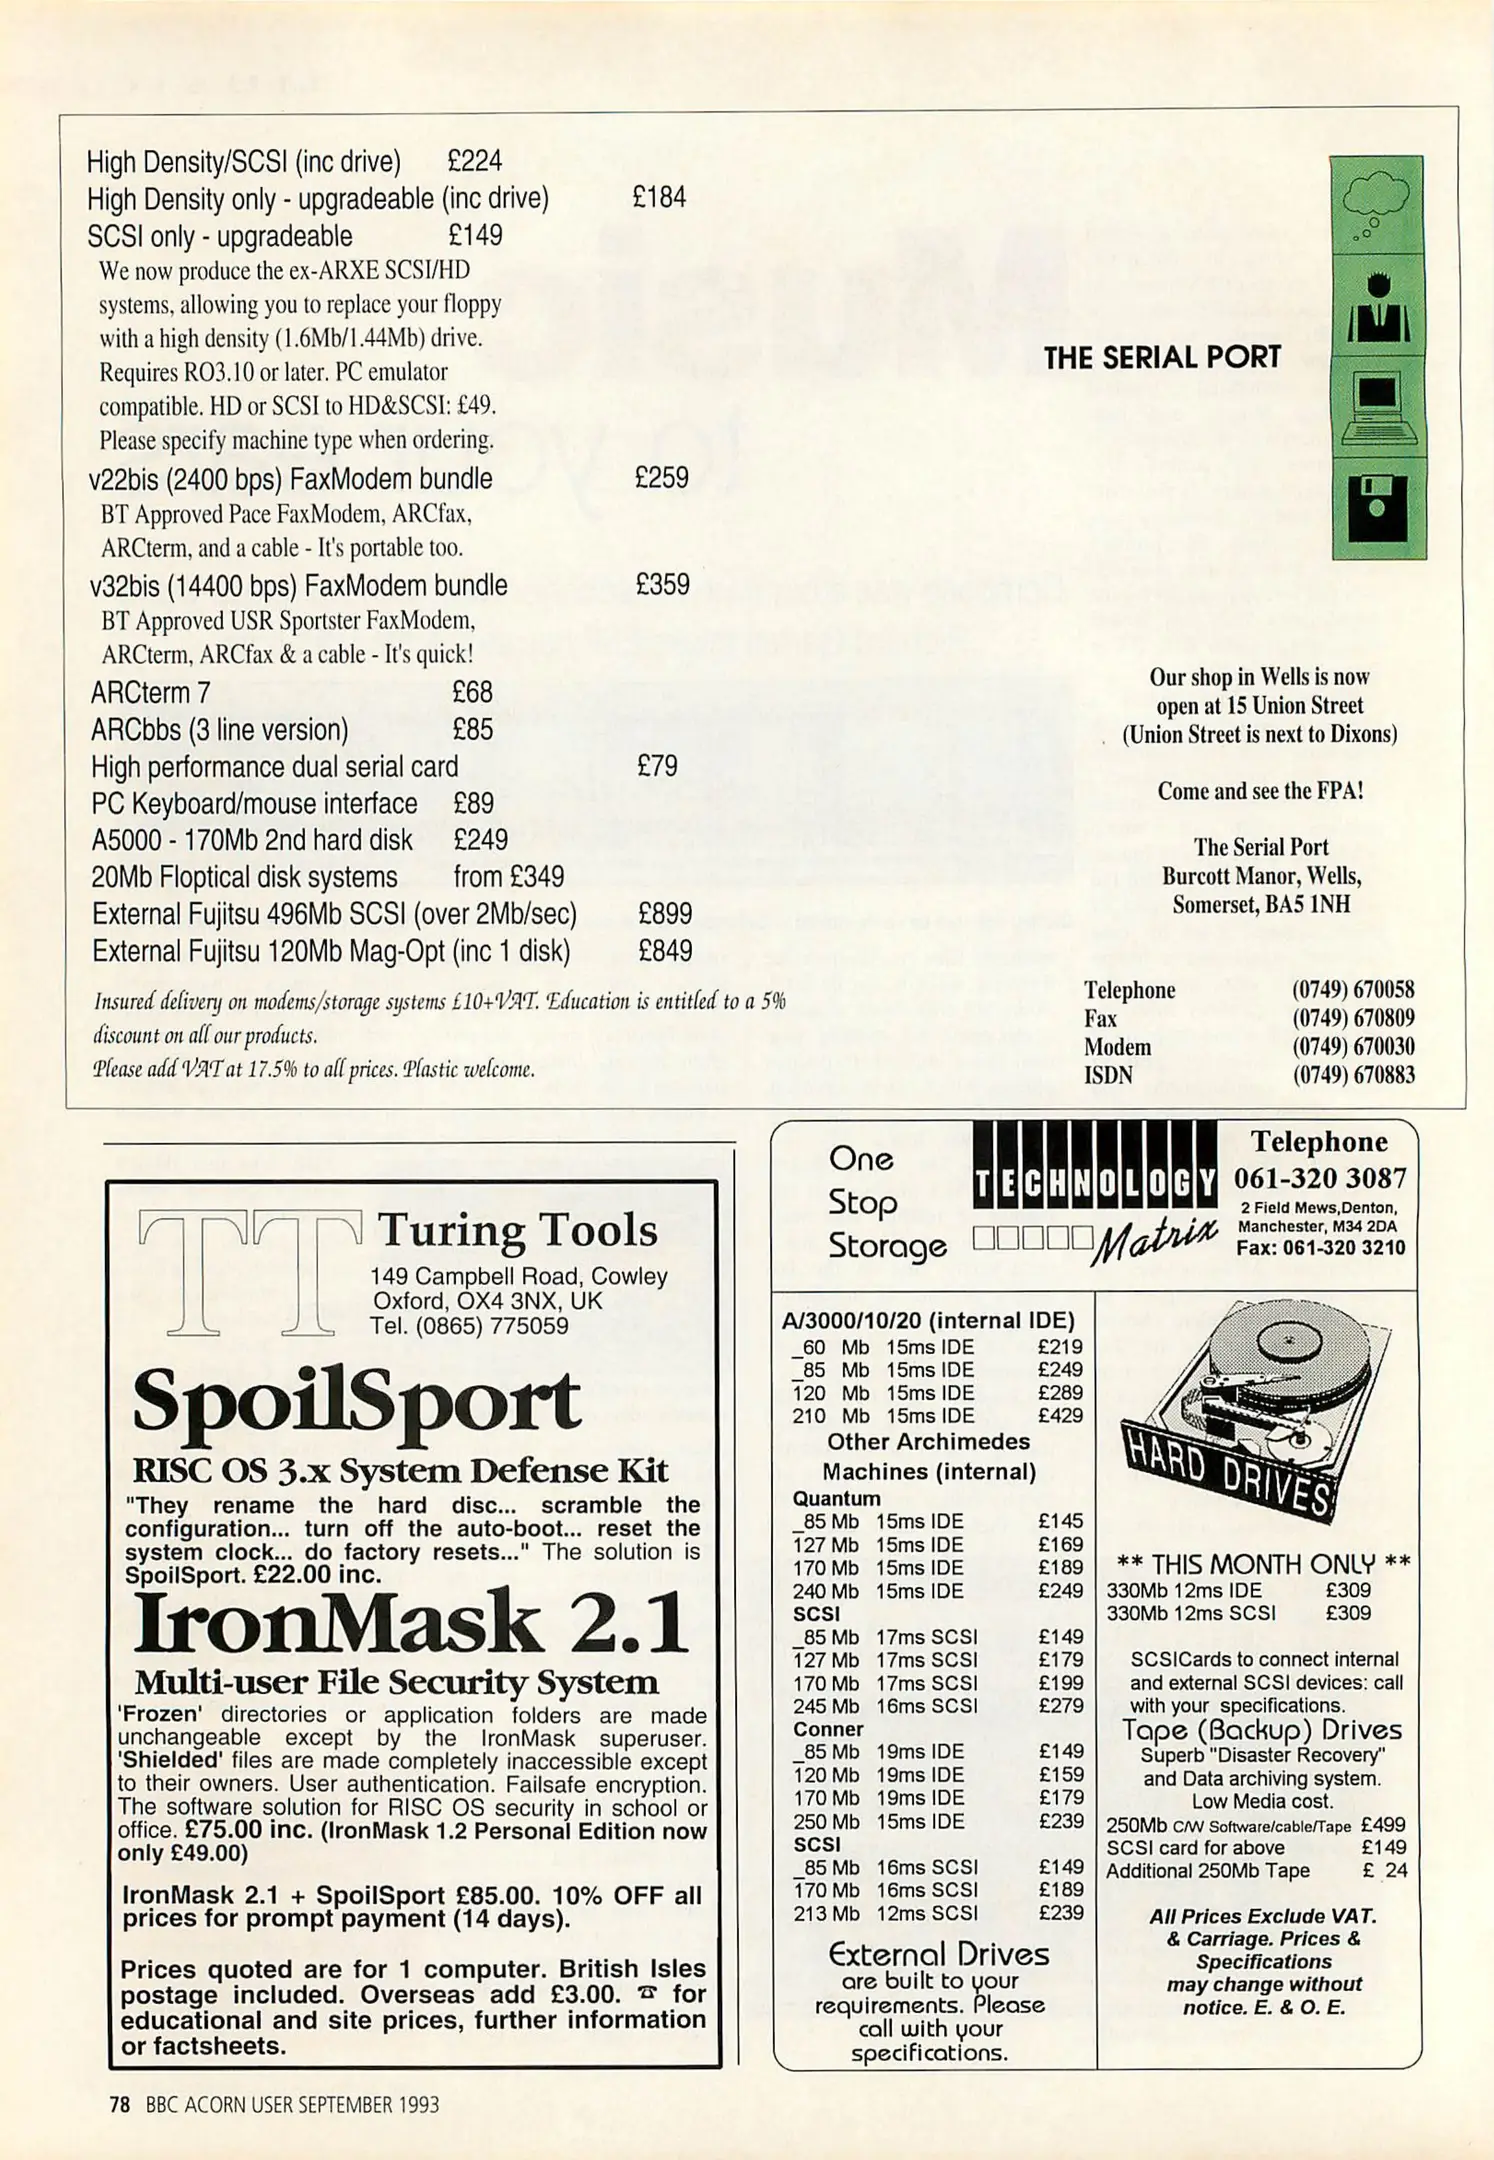 High Density/SCSI (inc drive) £224
High Density only - upgradeable (inc drive) £184
SCSI only - upgradeable £149
We now produce the ex-ARXE SCSI/HD
systems, allowing you to replace your floppy
with a high density (1.6Mb/1.44Mb) drive.
Requires RO3.10 or later. PC emulator
compatible. HD or SCSI to HD&SCSI: £49.
Please specify machine type when ordering.
v22bis (2400 bps) FaxModem bundle £259
BT Approved Pace FaxModem, ARCfax,
ARCterm, and a cable - It's portable too.
v32bis (14400 bps) FaxModem bundle £359
BT Approved USR Sportster FaxModem,
ARCterm, ARCfax & a cable - It's quick!
ARCterm 7 £68
ARCbbs (3 line version) £85
High performance dual serial card £79
PC Keyboard/mouse interface £89
A5000 - 170Mb 2nd hard disk £249
20Mb Floptical disk systems from £349
External Fujitsu 496Mb SCSI (over 2Mb/sec) £899
External Fujitsu 120Mb Mag-Opt (inc 1 disk) £849
Insured delivery on modems/storage systems £10+VAT. Education is entitled to a 5%
discount on all our products.
Please add VAT at 17.5% to all prices. Plastic welcome.
THE SERIAL PORT
Our shop in Wells is now
open at 15 Union Street
(Union Street is next to Dixons)
Come and see the FPA!
The Serial Port
Burcott Manor, Wells,
Somerset, BA5 1NH
Telephone (0749) 670058
Fax (0749) 670809
Modem (0749) 670030
ISDN (0749) 670883
TT Turing Tools
149 Campbell Road, Cowley
Oxford, OX4 3NX, UK
Tel. (0865) 775059
SpoilSport
RISC OS 3.x System Defense Kit
"They rename the hard disc... scramble the
configuration... turn off the auto-boot... reset the
system clock... do factory resets..." The solution is
SpoilSport. £22.00 inc.
IronMask 2.1
Multi-user File Security System
'Frozen' directories or application folders are made
unchangeable except by the IronMask superuser.
'Shielded' files are made completely inaccessible except
to their owners. User authentication. Failsafe encryption.
The software solution for RISC OS security in school or
office. £75.00 inc. (IronMask 1.2 Personal Edition now
only £49.00)
IronMask 2.1 + SpoilSport £85.00. 10% OFF all
prices for prompt payment (14 days).
Prices quoted are for 1 computer. British Isles
postage included. Overseas add £3.00. ☎ for
educational and site prices, further information
or factsheets.
One
Stop
Storage
TECHNOLOGY
Matrix
Telephone
061-320 3087
2 Field Mews,Denton,
Manchester, M34 2DA
Fax: 061-320 3210
A/3000/10/20 (internal IDE)
_60 Mb 15ms IDE £219
_85 Mb 15ms IDE £249
120 Mb 15ms IDE £289
210 Mb 15ms IDE £429
Other Archimedes
Machines (internal)
Quantum
_85 Mb 15ms IDE £145
127 Mb 15ms IDE £169
170 Mb 15ms IDE £189
240 Mb 15ms IDE £249
SCSI
_85 Mb 17ms SCSI £149
127 Mb 17ms SCSI £179
170 Mb 17ms SCSI £199
245 Mb 16ms SCSI £279
Conner
_85 Mb 19ms IDE £149
120 Mb 19ms IDE £159
170 Mb 19ms IDE £179
250 Mb 15ms IDE £239
SCSI
_85 Mb 16ms SCSI £149
170 Mb 16ms SCSI £189
213 Mb 12ms SCSI £239
External Drives
are built to your
requirements. Please
call with your
specifications.
HARD DRIVES
** THIS MONTH ONLY **
330Mb 12ms IDE £309
330Mb 12ms SCSI £309
SCSICards to connect internal
and external SCSI devices: call
with your specifications.
Tape (Backup) Drives
Superb "Disaster Recovery"
and Data archiving system.
Low Media cost.
250Mb C/W Software/cable/Tape £499
SCSI card for above £149
Additional 250Mb Tape £ 24
All Prices Exclude VAT.
& Carriage. Prices &
Specifications
may change without
notice. E. & O. E.
78 BBC ACORN USER SEPTEMBER 1993